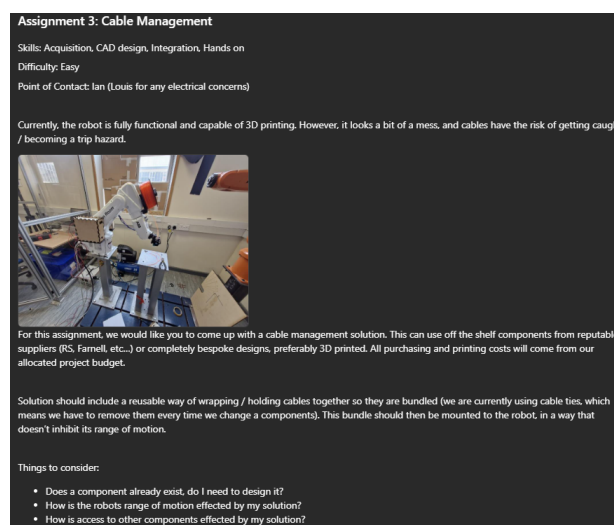 Assignment 3: Cable Management
Skills: Acquisition, CAD design, Integration, Hands on
Difficulty: Easy
Point of Contact: Ian (Louis for any electrical concerns)
Currently, the robot is fully functional and capable of 3D printing. However, it looks a bit of a mess, and cables have the risk of getting caugh
/ becoming a trip hazard.
For this assignment, we would like you to come up with a cable management solution. This can use off the shelf components from reputabl
suppliers (RS, Farnell, etc...) or completely bespoke designs, preferably 3D printed. All purchasing and printing costs will come from our
allocated project budget.
Solution should include a reusable way of wrapping / holding cables together so they are bundled (we are currently using cable ties, which
means we have to remove them every time we change a components). This bundle should then be mounted to the robot, in a way that
doesn't inhibit its range of motion.
Things to consider:
• Does a component already exist, do I need to design it?
• How is the robots range of motion effected by my solution?
• How is access to other components effected by my solution?